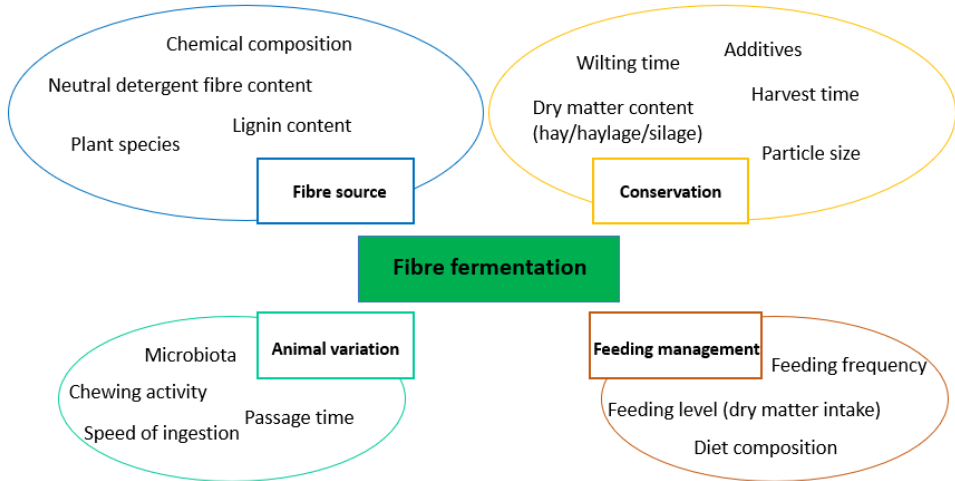 Chemical composition
Neutral detergent fibre content
Lignin content
Plant species
Fibre source
Additives
Wilting time
Harvest time
Dry matter content
(hay/haylage/silage)
Particle size
Conservation
Fibre fermentation
Animal variation
Microbiota
Chewing activity
Passage time
Speed of ingestion
Feeding management
Feeding frequency
Feeding level (dry matter intake)
Diet composition